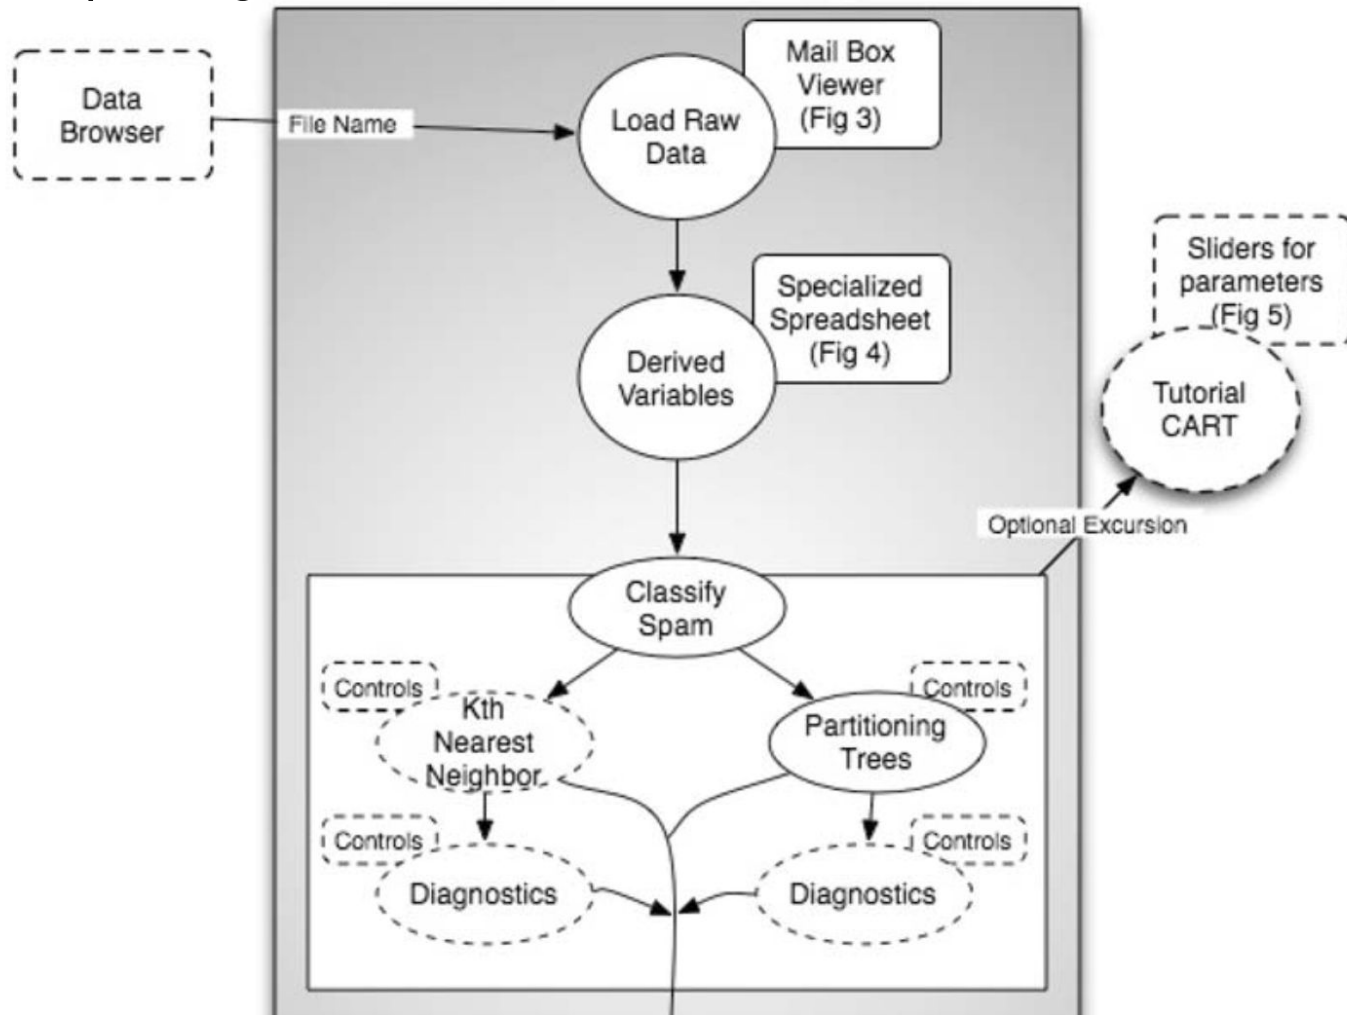 Data
Browser
File Name
Load Raw
Data
Mail Box
Viewer
(Fig 3)
Derived
Variables
Specialized
Spreadsheet
(Fig 4)
Sliders for
parameters
(Fig 5)
Tutorial
CART
Optional Excursion
Classify
Spam
Controls
Kth
Nearest
Neighbor
Controls
Partitioning
Trees
Controls
Diagnostics
Controls
Diagnostics